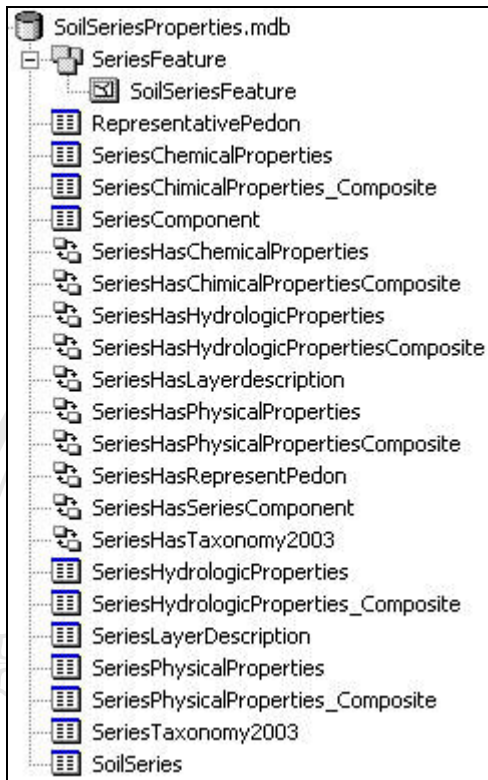 SoilSeriesProperties.mdb
SeriesFeature
SoilSeriesFeature
RepresentativePedon
SeriesChemicalProperties
SeriesChimicalProperties_Composite
SeriesComponent
SeriesHasChemicalProperties
SeriesHasChimicalPropertiesComposite
SeriesHasHydrologicProperties
SeriesHasHydrologicPropertiesComposite
SeriesHasLayerdescription
SeriesHasPhysicalProperties
SeriesHasPhysicalPropertiesComposite
SeriesHasRepresentPedon
SeriesHasSeriesComponent
SeriesHasTaxonomy2003
SeriesHydrologicProperties
SeriesHydrologicProperties_Composite
SeriesLayerDescription
SeriesPhysicalProperties
SeriesPhysicalProperties_Composite
SeriesTaxonomy2003
SoilSeries